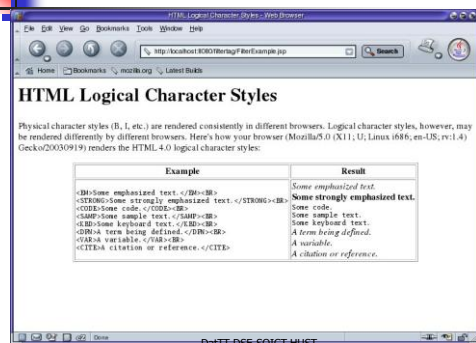 HTML Logical Character Styles - Web Browser
File Edit View Go Bookmarks Tools Window Help
http://localhost:8080/filtertag/FilterExample.jsp Search
Home Bookmarks mozilla.org Latest Builds
HTML Logical Character Styles
Physical character styles (B, I, etc.) are rendered consistently in different browsers. Logical character styles, however, may
be rendered differently by different browsers. Here's how your browser (Mozilla/5.0 (X11; U; Linux i686; en-US; rv:1.4)
Gecko/20030919) renders the HTML 4.0 logical character styles:
Example Result
<EM>Some emphasized text.</EM><BR> Some emphasized text.
<STRONG>Some strongly emphasized text.</STRONG><BR> Some strongly emphasized text.
<CODE>Some code.</CODE><BR> Some code.
<SAMP>Some sample text.</SAMP><BR> Some sample text.
<KBD>Some keyboard text.</KBD><BR> Some keyboard text.
<DFN>A term being defined.</DFN><BR> A term being defined.
<VAR>A variable.</VAR><BR> A variable.
<CITE>A citation or reference.</CITE> A citation or reference.
Done
DatTT-DSE-SOICT-HUST